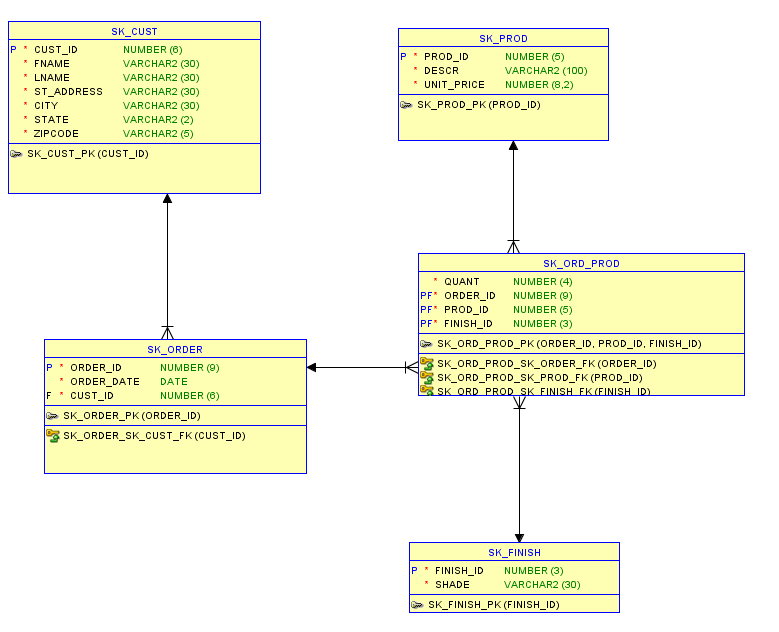 SK_CUST
P * CUST_ID NUMBER (6)
* FNAME VARCHAR2 (30)
* LNAME VARCHAR2 (30)
* ST_ADDRESS VARCHAR2 (30)
* CITY VARCHAR2 (30)
* STATE VARCHAR2 (2)
* ZIPCODE VARCHAR2 (5)
SK_CUST_PK (CUST_ID)
SK_PROD
P * PROD_ID NUMBER (5)
* DESCR VARCHAR2 (100)
* UNIT_PRICE NUMBER (8,2)
SK_PROD_PK (PROD_ID)
SK_ORD_PROD
* QUANT NUMBER (4)
PF* ORDER_ID NUMBER (9)
PF* PROD_ID NUMBER (5)
PF* FINISH_ID NUMBER (3)
SK_ORD_PROD_PK (ORDER_ID, PROD_ID, FINISH_ID)
SK_ORD_PROD_SK_ORDER_FK (ORDER_ID)
SK_ORD_PROD_SK_PROD_FK (PROD_ID)
SK_ORD_PROD_SK_FINISH_FK (FINISH_ID)
SK_ORDER
P * ORDER_ID NUMBER (9)
* ORDER_DATE DATE
F * CUST_ID NUMBER (6)
SK_ORDER_PK (ORDER_ID)
SK_ORDER_SK_CUST_FK (CUST_ID)
SK_FINISH
P * FINISH_ID NUMBER (3)
* SHADE VARCHAR2 (30)
SK_FINISH_PK (FINISH_ID)